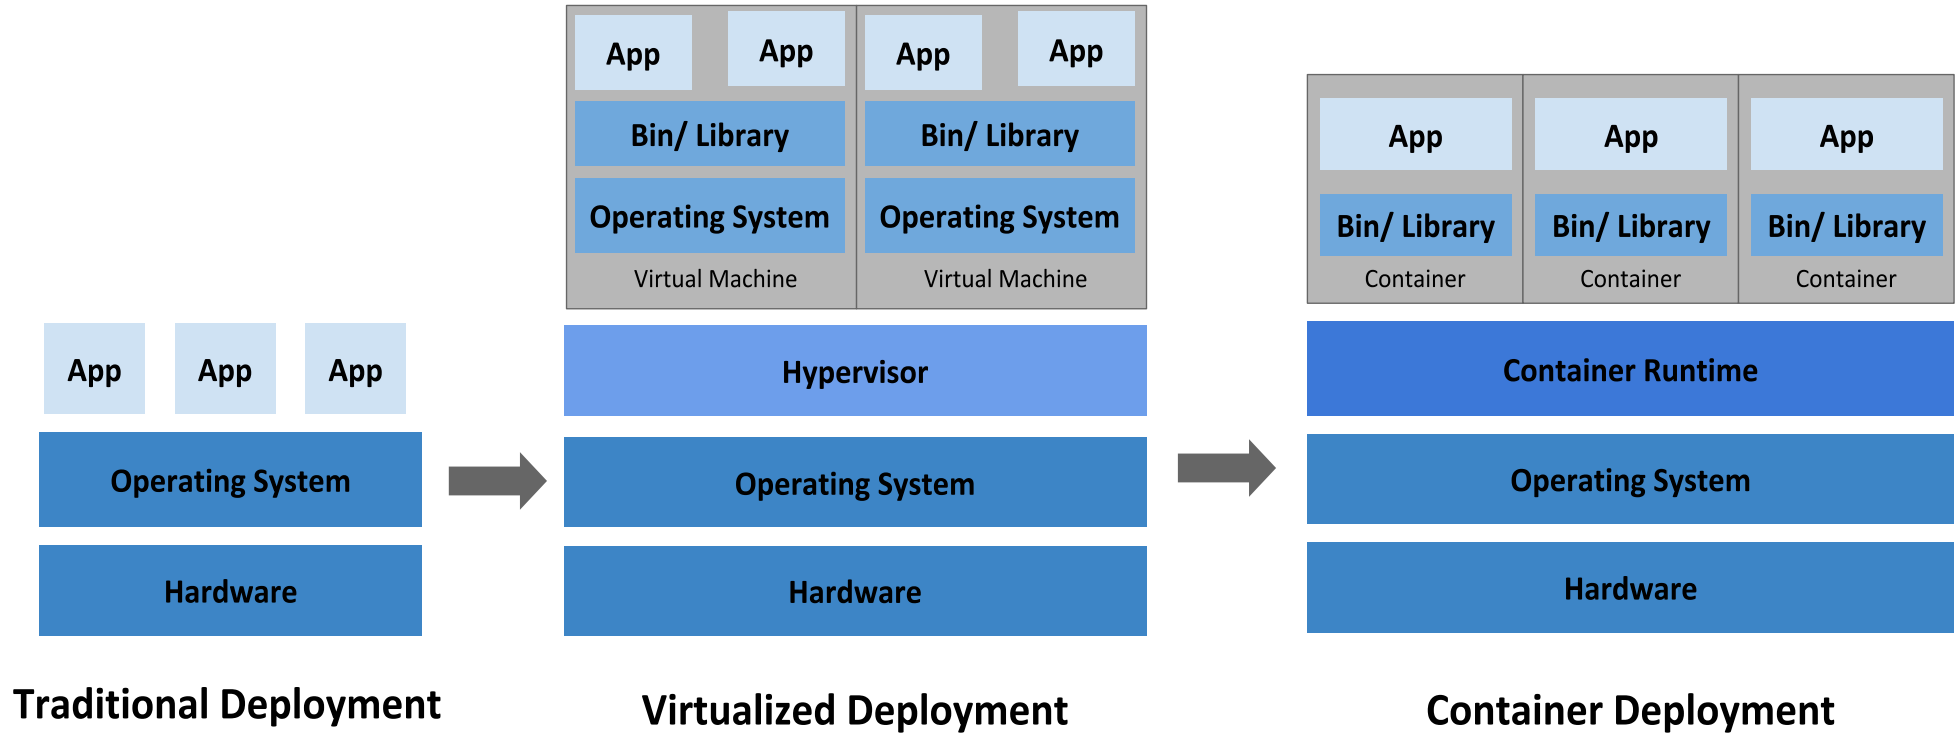 App
App
App
Operating System
Hardware
Traditional Deployment
App
App
App
App
Bin/ Library
Bin/ Library
Operating System
Operating System
Virtual Machine
Virtual Machine
Hypervisor
Operating System
Hardware
Virtualized Deployment
App
App
App
Bin/ Library
Bin/ Library
Bin/ Library
Container
Container
Container
Container Runtime
Operating System
Hardware
Container Deployment